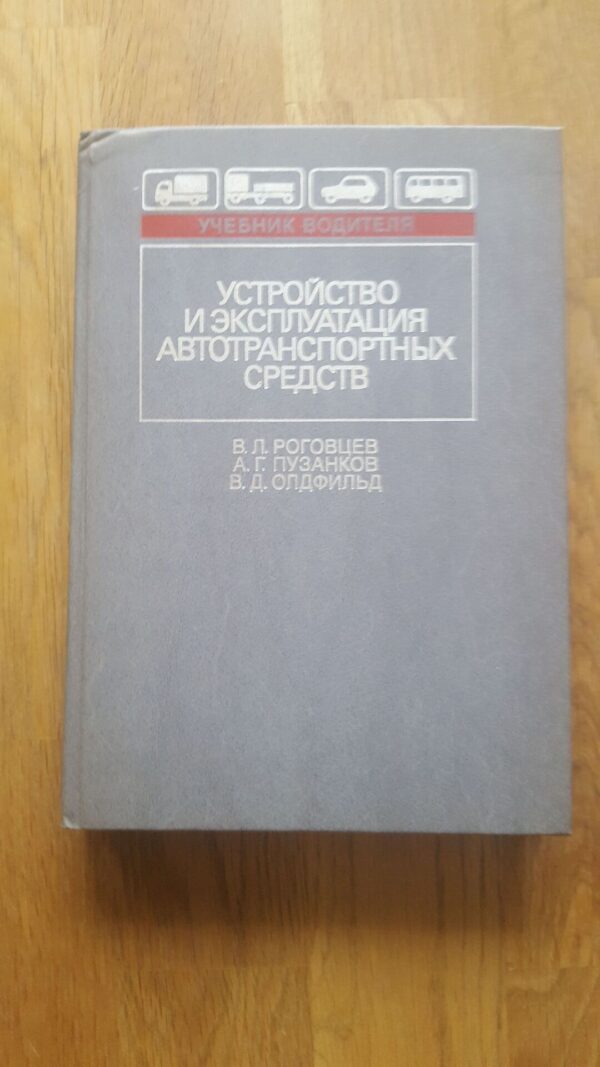 УЧЕБНИК ВОДИТЕЛЯ
УСТРОЙСТВО
И ЭКСПЛУАТАЦИЯ
АВТОТРАНСПОРТНЫХ
СРЕДСТВ
В. Л. РОГОВЦЕВ
А. Г. ПУЗАНКОВ
В. Д. ОЛДФИЛЬД